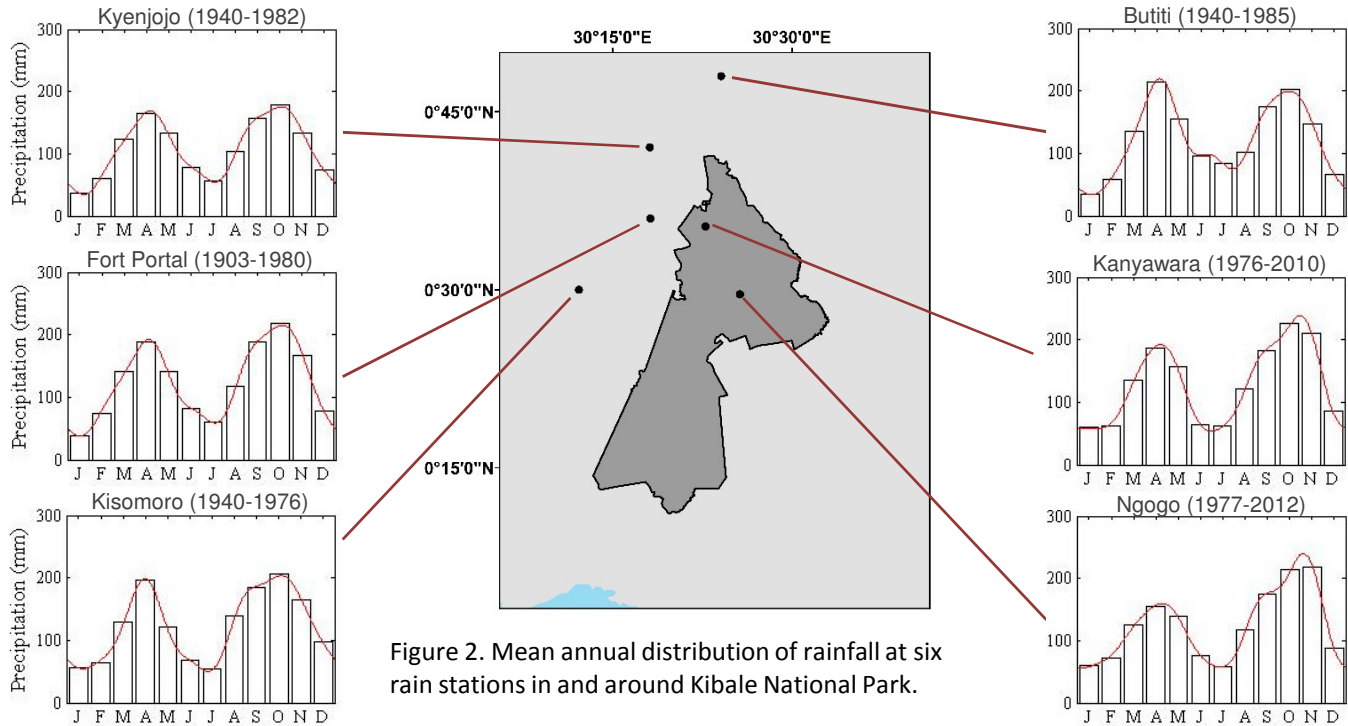 Kyenjojo (1940-1982)
Precipitation (mm)
300
200
100
0
J F M A M J J A S O N D
Fort Portal (1903-1980)
Precipitation (mm)
300
200
100
0
J F M A M J J A S O N D
Kisomoro (1940-1976)
Precipitation (mm)
300
200
100
0
J F M A M J J A S O N D
30°15'0"E 30°30'0"E
0°45'0"N
0°30'0"N
0°15'0"N
Figure 2. Mean annual distribution of rainfall at six
rain stations in and around Kibale National Park.
Butiti (1940-1985)
300
200
100
0
J F M A M J J A S O N D
Kanyawara (1976-2010)
300
200
100
0
J F M A M J J A S O N D
Ngogo (1977-2012)
300
200
100
0
J F M A M J J A S O N D